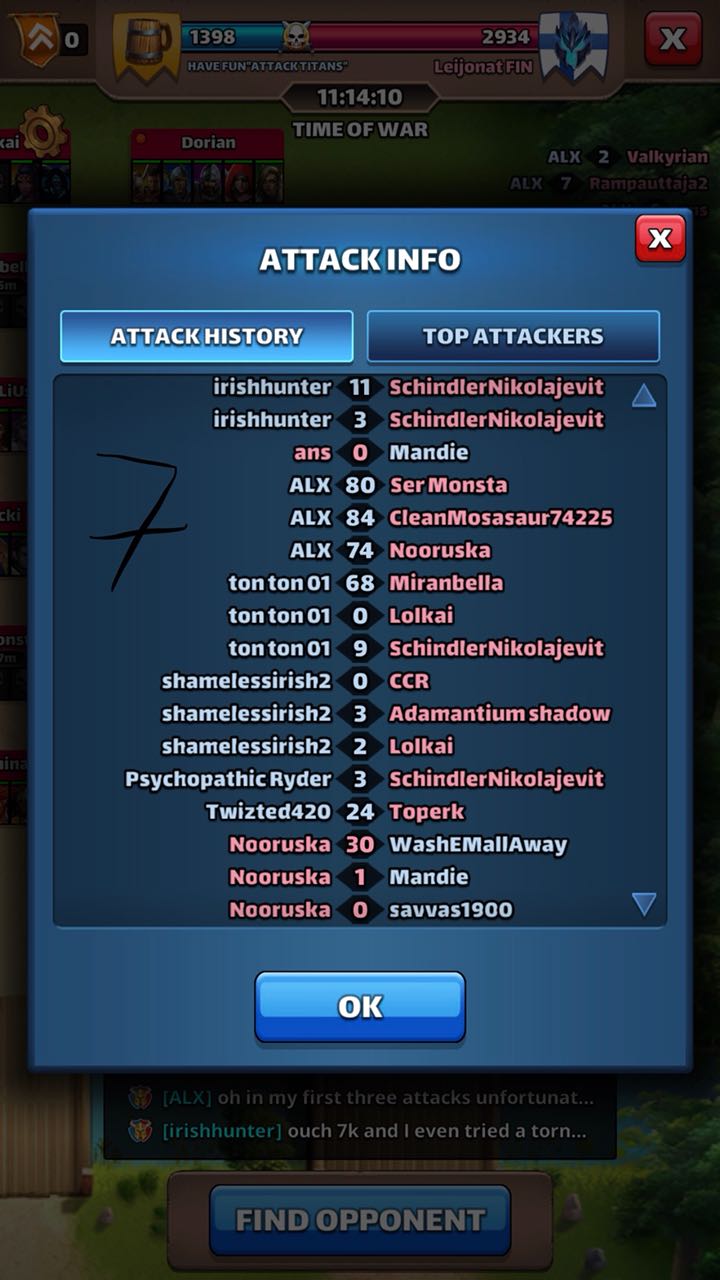 0
1398
2934
X
HAVE FUN"ATTACK TITANS"
Leijonat FIN
11:14:10
TIME OF WAR
kai
Dorian
ALX 2 Valkyrian
ALX 7 Rampauttaja2
ATTACK INFO
X
ATTACK HISTORY
TOP ATTACKERS
irishhunter 11 SchindlerNikolajevit
irishhunter 3 SchindlerNikolajevit
ans 0 Mandie
ALX 80 Ser Monsta
ALX 84 CleanMosasaur74225
ALX 74 Nooruska
ton ton 01 68 Miranbella
ton ton 01 0 Lolkai
ton ton 01 9 SchindlerNikolajevit
shamelessirish2 0 CCR
shamelessirish2 3 Adamantium shadow
shamelessirish2 2 Lolkai
Psychopathic Ryder 3 SchindlerNikolajevit
Twizted420 24 Toperk
Nooruska 30 WashEMallAway
Nooruska 1 Mandie
Nooruska 0 savvas1900
7
OK
[ALX] oh in my first three attacks unfortunat...
[irishhunter] ouch 7k and I even tried a torn...
FIND OPPONENT